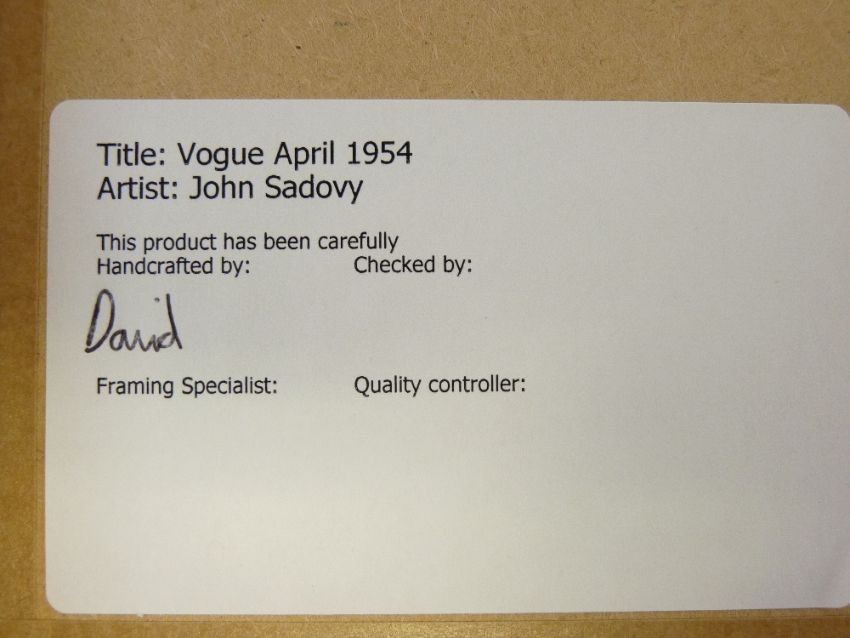 Title: Vogue April 1954
Artist: John Sadovy
This product has been carefully
Handcrafted by: Checked by:
David
Framing Specialist: Quality controller: